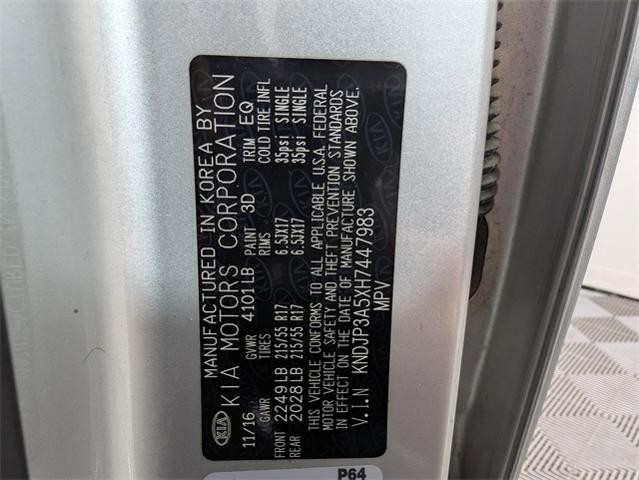 MANUFACTURED IN KOREA BY
KIA KIA MOTORS CORPORATION
11/16 GVWR 4101LB PAINT 3D TRIM EQ
GAWR TIRES RIMS COLD TIRE INFL
FRONT 2249LB 215/55 R17 6.5JX17 35psi SINGLE
REAR 2028LB 215/55 R17 6.5JX17 35psi SINGLE
THIS VEHICLE CONFORMS TO ALL APPLICABLE U.S.A. FEDERAL
MOTOR VEHICLE SAFETY AND THEFT PREVENTION STANDARDS
IN EFFECT ON THE DATE OF MANUFACTURE SHOWN ABOVE.
V.I.N KNDJP3A5XH7447983
MPV
P64